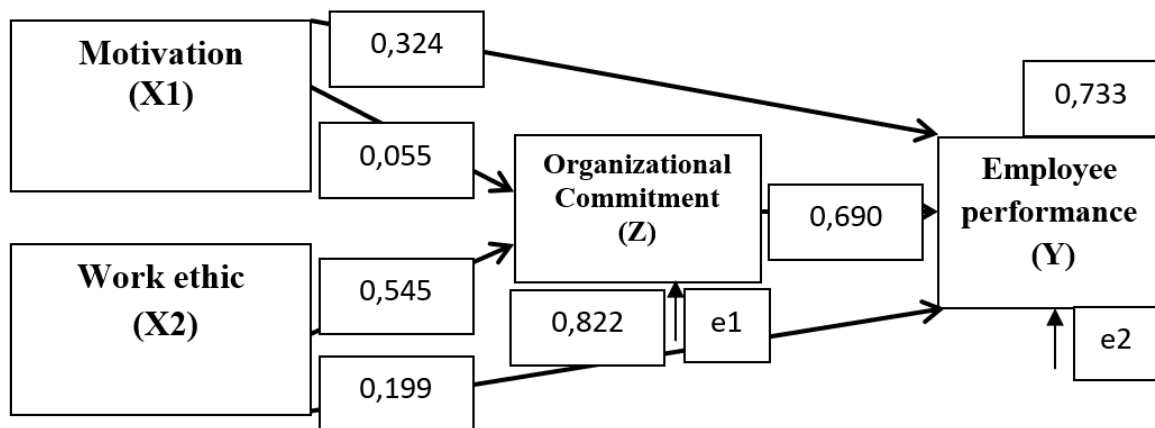 Motivation
(X1)
0,324
0,055
Work ethic
(X2)
0,545
0,199
Organizational
Commitment
(Z)
0,822
e1
0,690
0,733
Employee
performance
(Y)
e2